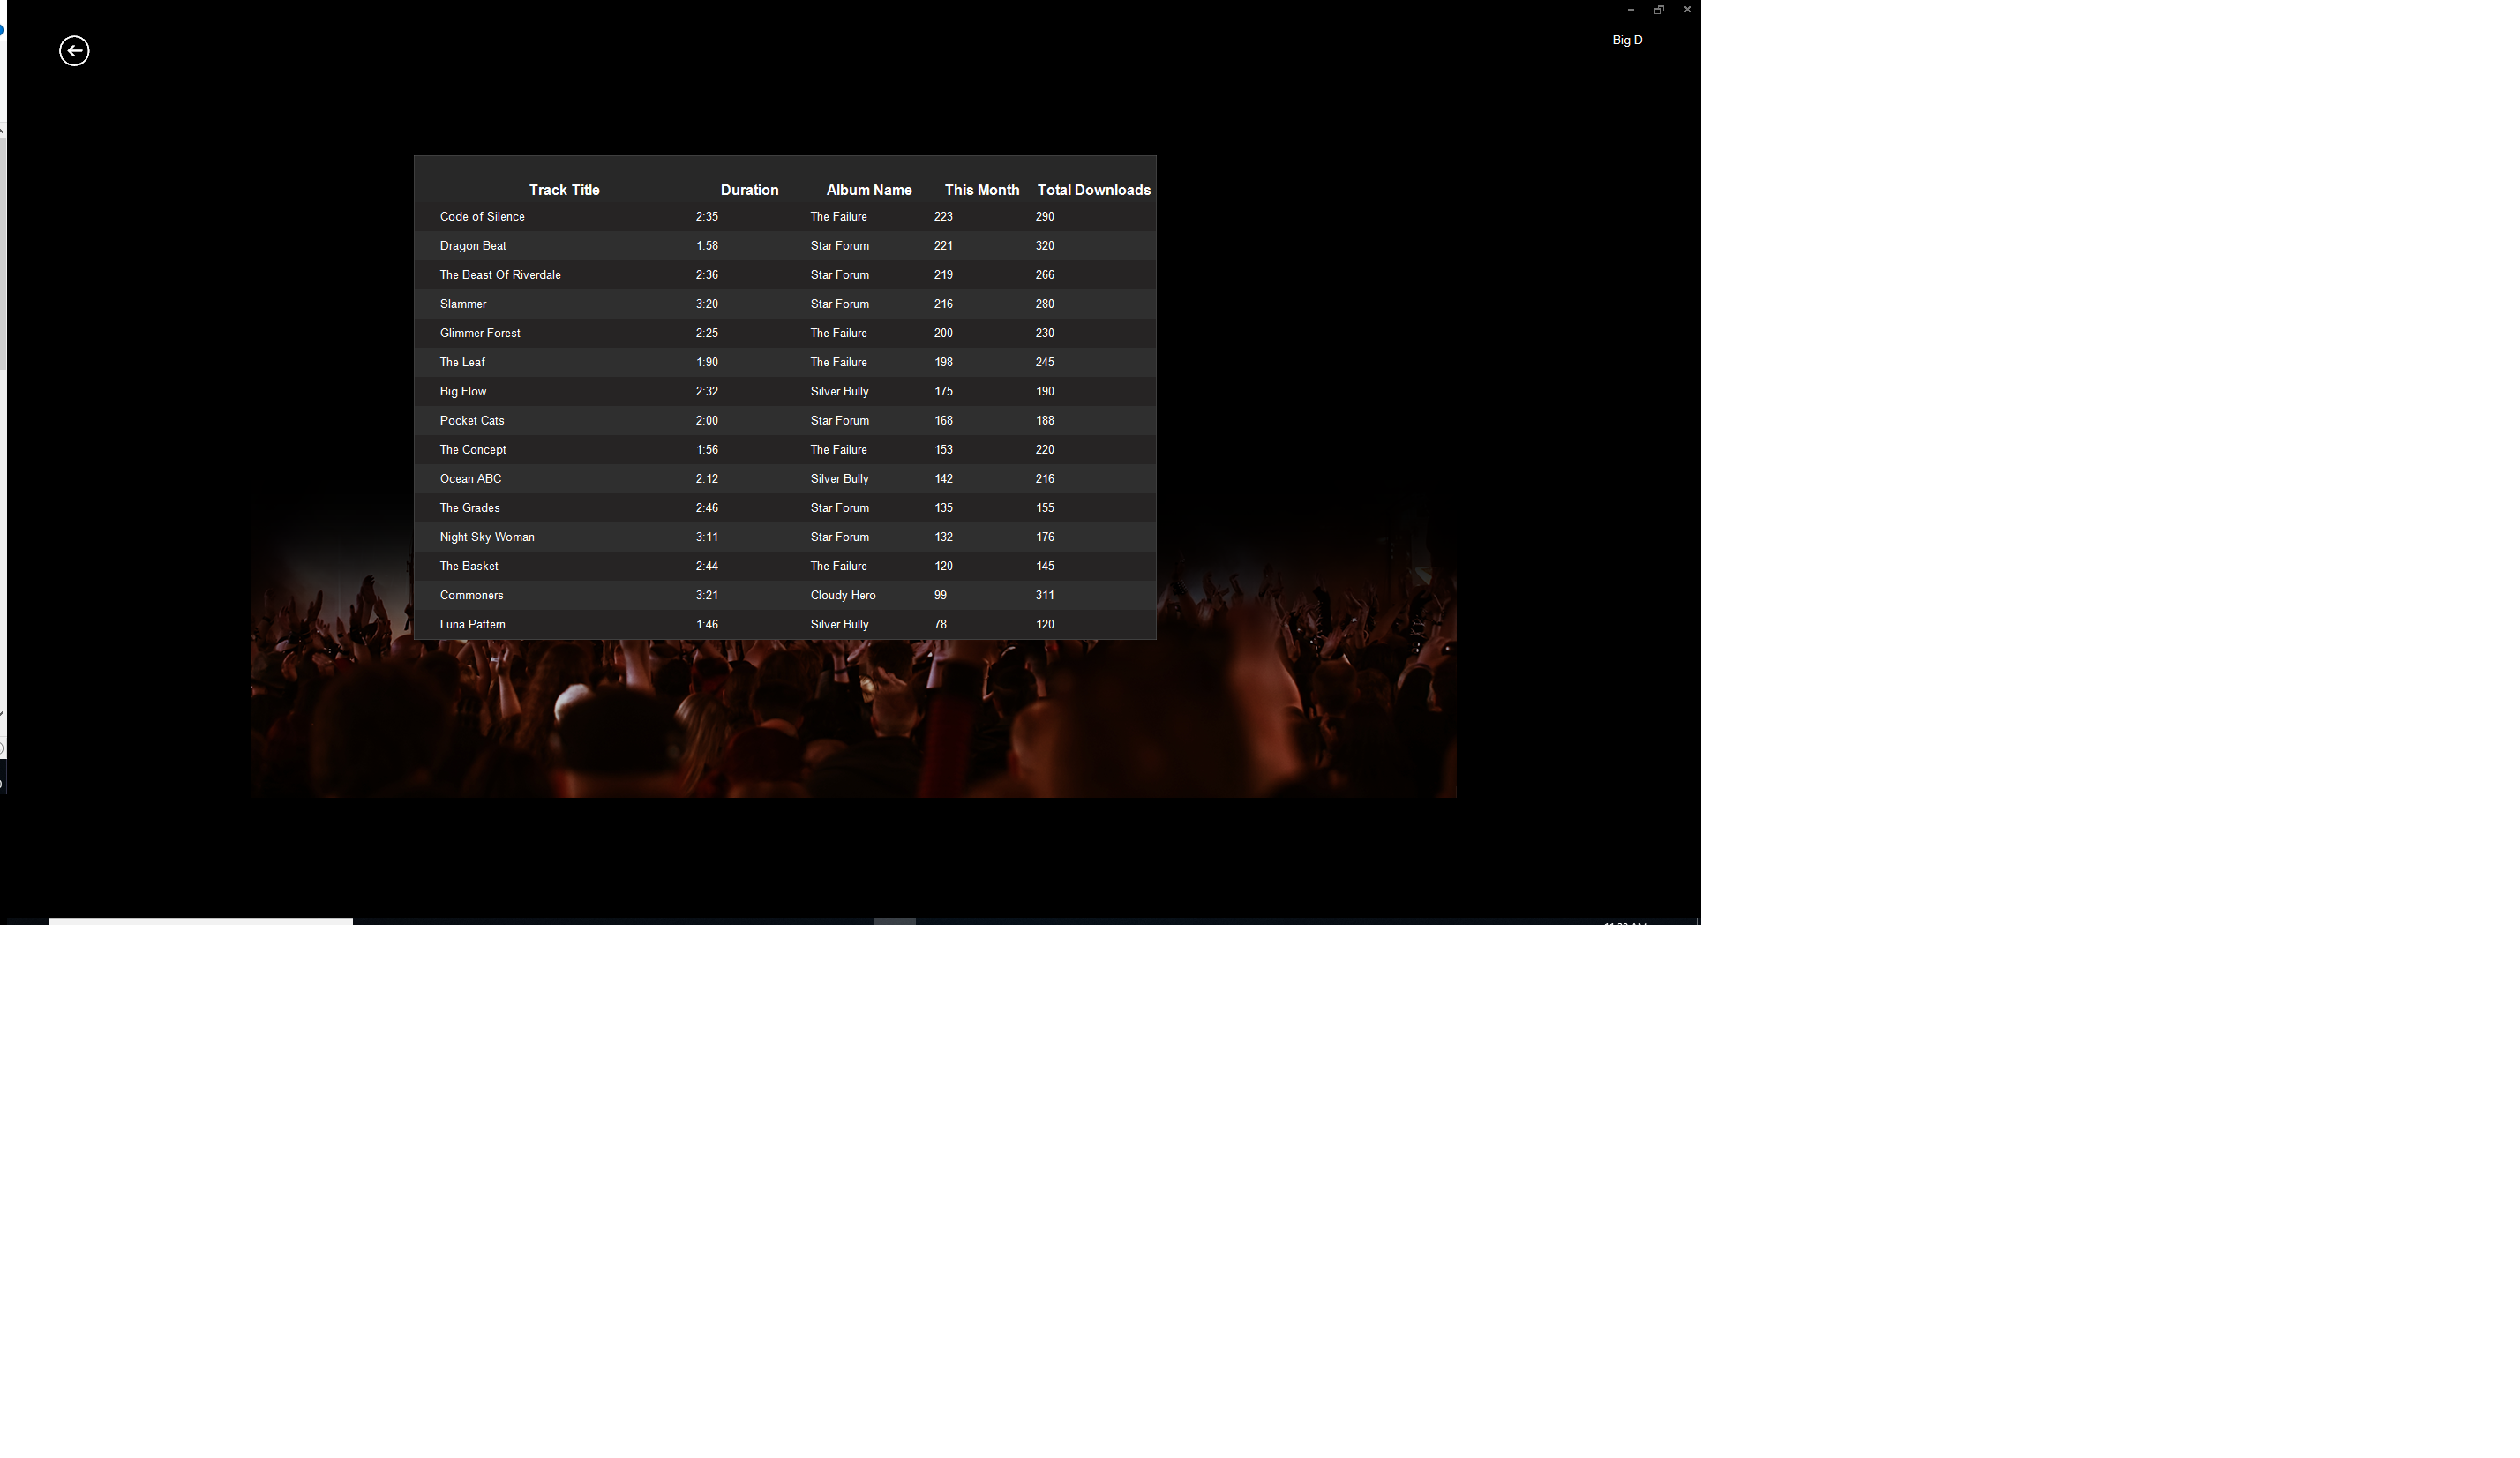 Big D
Track Title Duration Album Name This Month Total Downloads
Code of Silence 2:35 The Failure 223 290
Dragon Beat 1:58 Star Forum 221 320
The Beast Of Riverdale 2:36 Star Forum 219 266
Slammer 3:20 Star Forum 216 280
Glimmer Forest 2:25 The Failure 200 230
The Leaf 1:90 The Failure 198 245
Big Flow 2:32 Silver Bully 175 190
Pocket Cats 2:00 Star Forum 168 188
The Concept 1:56 The Failure 153 220
Ocean ABC 2:12 Silver Bully 142 216
The Grades 2:46 Star Forum 135 155
Night Sky Woman 3:11 Star Forum 132 176
The Basket 2:44 The Failure 120 145
Commoners 3:21 Cloudy Hero 99 311
Luna Pattern 1:46 Silver Bully 78 120